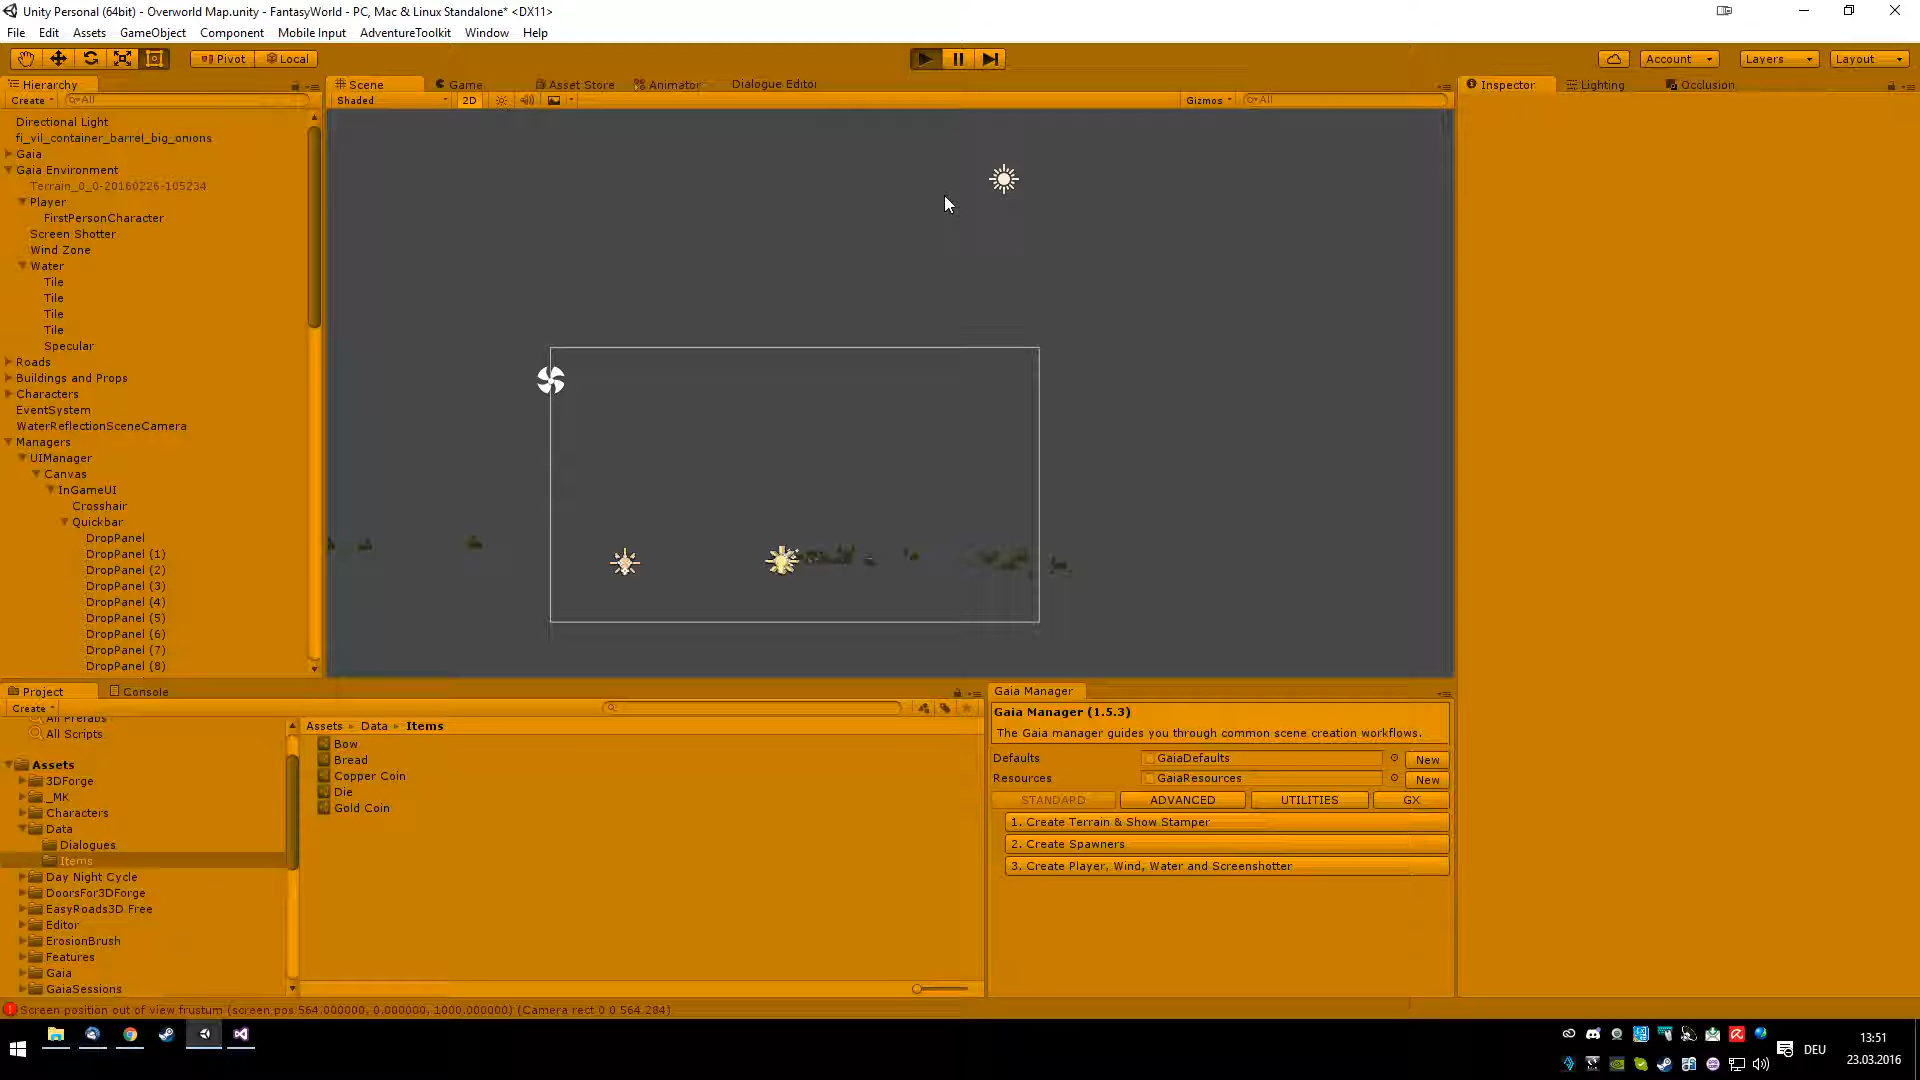 Unity Personal (64bit) - Overworld Map.unity - FantasyWorld - PC, Mac & Linux Standalone* <DX11>
File Edit Assets GameObject Component Mobile Input AdventureToolkit Window Help
Pivot Local Account Layers Layout
Hierarchy Scene Game Asset Store Animator Dialogue Editor Inspector Lighting Occlusion
Create All Shaded 2D Gizmos All
Directional Light
fi_vil_container_barrel_big_onions
Gaia
Gaia Environment
Terrain_0_0-20160226-105234
Player
FirstPersonCharacter
Screen Shotter
Wind Zone
Water
Tile
Tile
Tile
Tile
Specular
Roads
Buildings and Props
Characters
EventSystem
WaterReflectionSceneCamera
Managers
UIManager
Canvas
InGameUI
Crosshair
Quickbar
DropPanel
DropPanel (1)
DropPanel (2)
DropPanel (3)
DropPanel (4)
DropPanel (5)
DropPanel (6)
DropPanel (7)
DropPanel (8)
Project Console
Create
All Prefabs
All Scripts
Assets
3DForge
_MK
Characters
Data
Dialogues
Items
Day Night Cycle
DoorsFor3DForge
EasyRoads3D Free
Editor
ErosionBrush
Features
Gaia
GaiaSessions
Assets Data Items
Bow
Bread
Copper Coin
Die
Gold Coin
Gaia Manager
Gaia Manager (1.5.3)
The Gaia manager guides you through common scene creation workflows.
Defaults GaiaDefaults New
Resources GaiaResources New
STANDARD ADVANCED UTILITIES GX
1. Create Terrain & Show Stamper
2. Create Spawners
3. Create Player, Wind, Water and Screenshotter
Screen position out of view frustum (screen pos 564.000000, 0.000000, 1000.000000) (Camera rect 0 0 564 284)
DEU
13:51
23.03.2016